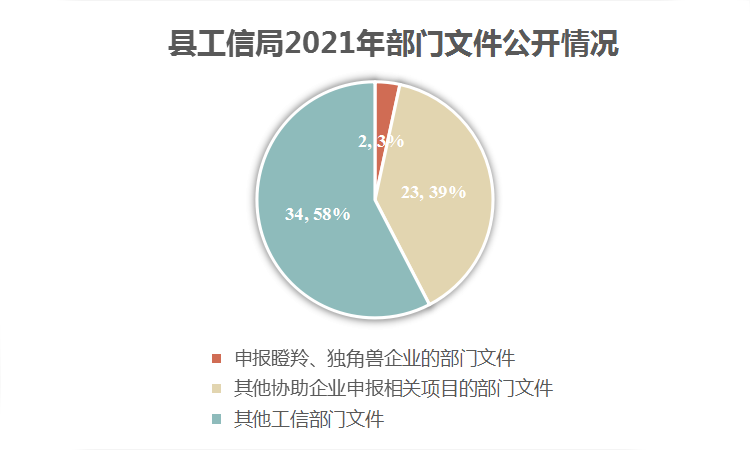 县工信局2021年部门文件公开情况
2, 3%
23, 39%
34, 58%
申报瞪羚、独角兽企业的部门文件
其他协助企业申报相关项目的部门文件
其他工信部门文件